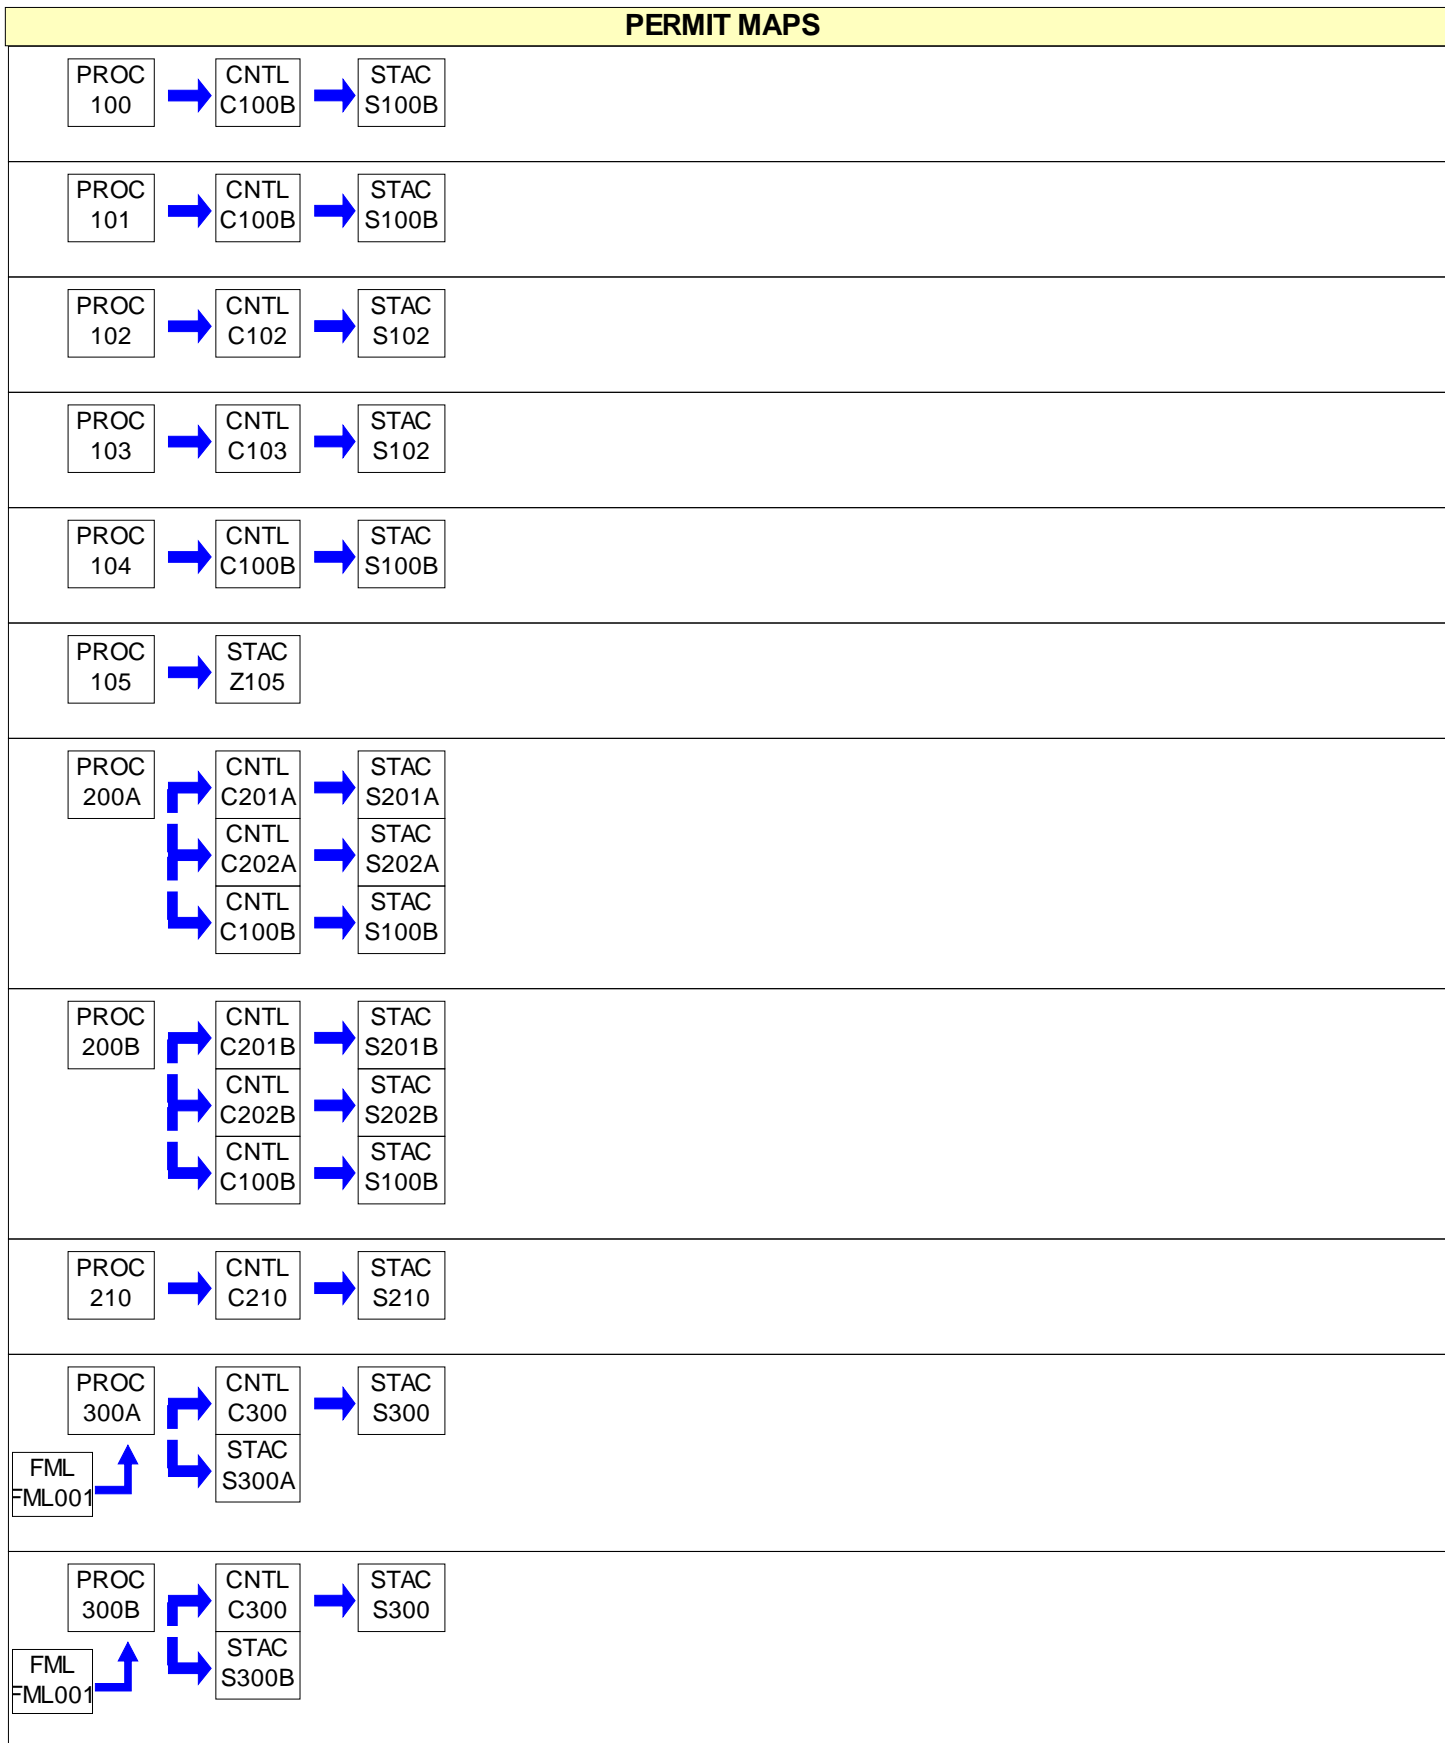 PERMIT MAPS
PROC CNTL STAC
100 C100B S100B
PROC CNTL STAC
101 C100B S100B
PROC CNTL STAC
102 C102 S102
PROC CNTL STAC
103 C103 S102
PROC CNTL STAC
104 C100B S100B
PROC STAC
105 Z105
PROC CNTL STAC
200A C201A S201A
CNTL STAC
C202A S202A
CNTL STAC
C100B S100B
PROC CNTL STAC
200B C201B S201B
CNTL STAC
C202B S202B
CNTL STAC
C100B S100B
PROC CNTL STAC
210 C210 S210
PROC CNTL STAC
300A C300 S300
STAC
S300A
FML
FML001
PROC CNTL STAC
300B C300 S300
STAC
S300B
FML
FML001